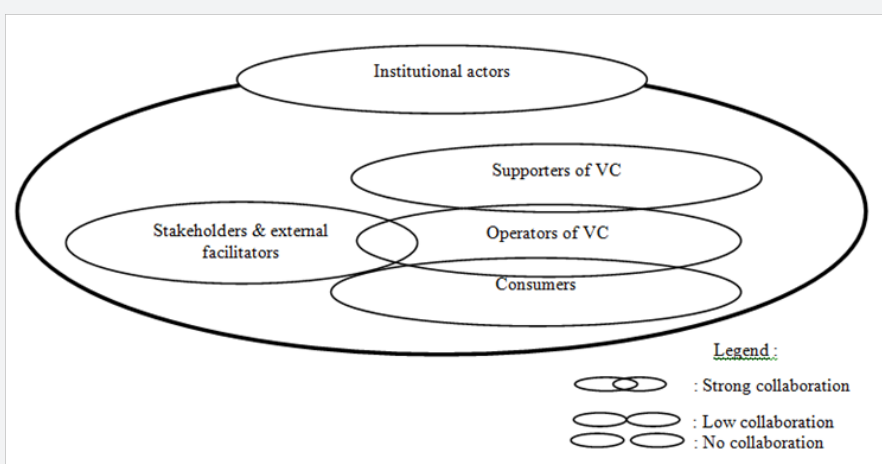 Institutional actors
Supporters of VC
Stakeholders & external
facilitators
Operators of VC
Consumers
Legend :
: Strong collaboration
: Low collaboration
: No collaboration